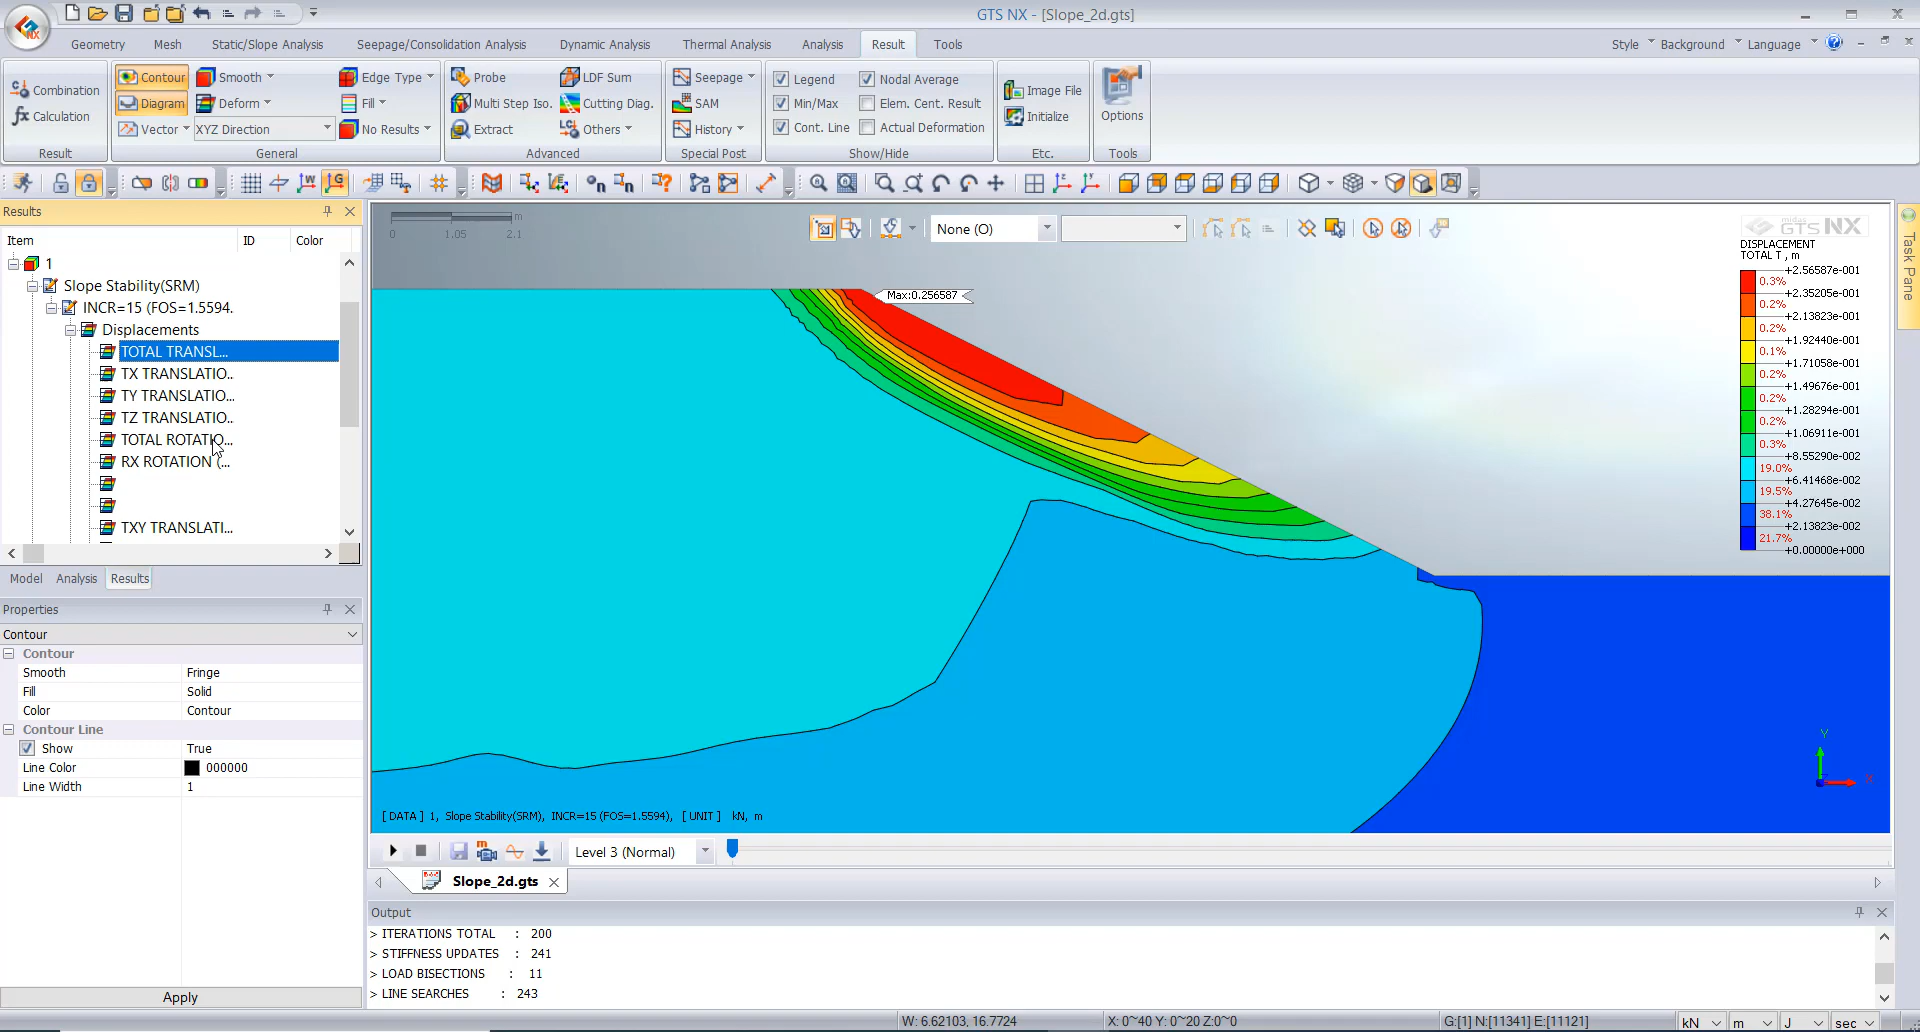 GTS NX - [Slope_2d.gts]
Geometry Mesh Static/Slope Analysis Seepage/Consolidation Analysis Dynamic Analysis Thermal Analysis Analysis Result Tools
Style Background Language
Combination
Calculation
Result
Contour Smooth Edge Type
Diagram Deform Fill
Vector XYZ Direction No Results
General
Probe LDF Sum
Multi Step Iso. Cutting Diag.
Extract Others
Advanced
Seepage
SAM
History
Special Post
Legend Nodal Average
Min/Max Elem. Cent. Result
Cont. Line Actual Deformation
Show/Hide
Image File
Initialize
Etc.
Options
Tools
Results
Item ID Color
1
Slope Stability(SRM)
INCR=15 (FOS=1.5594.
Displacements
TOTAL TRANSL...
TX TRANSLATIO..
TY TRANSLATIO...
TZ TRANSLATIO..
TOTAL ROTATIO...
RX ROTATION (...
TXY TRANSLATI...
Model Analysis Results
Properties
Contour
Contour
Smooth Fringe
Fill Solid
Color Contour
Contour Line
Show True
Line Color 000000
Line Width 1
Apply
0 1.05 2.1 m
None (O)
midas
GTS NX
DISPLACEMENT
TOTAL T , m
+2.56587e-001
0.3%
+2.35205e-001
0.2%
+2.13823e-001
0.2%
+1.92440e-001
0.1%
+1.71058e-001
0.2%
+1.49676e-001
0.2%
+1.28294e-001
0.2%
+1.06911e-001
0.3%
+8.55290e-002
19.0%
+6.41468e-002
19.5%
+4.27645e-002
38.1%
+2.13823e-002
21.7%
+0.00000e+000
Max:0.256587
Y
X
[ DATA ] 1, Slope Stability(SRM), INCR=15 (FOS=1.5594), [ UNIT ] kN, m
Level 3 (Normal)
Slope_2d.gts
Task Pane
Output
> ITERATIONS TOTAL : 200
> STIFFNESS UPDATES : 241
> LOAD BISECTIONS : 11
> LINE SEARCHES : 243
W: 6.62103, 16.7724 X: 0~40 Y: 0~20 Z:0~0 G:[1] N:[11341] E:[11121] kN m J sec